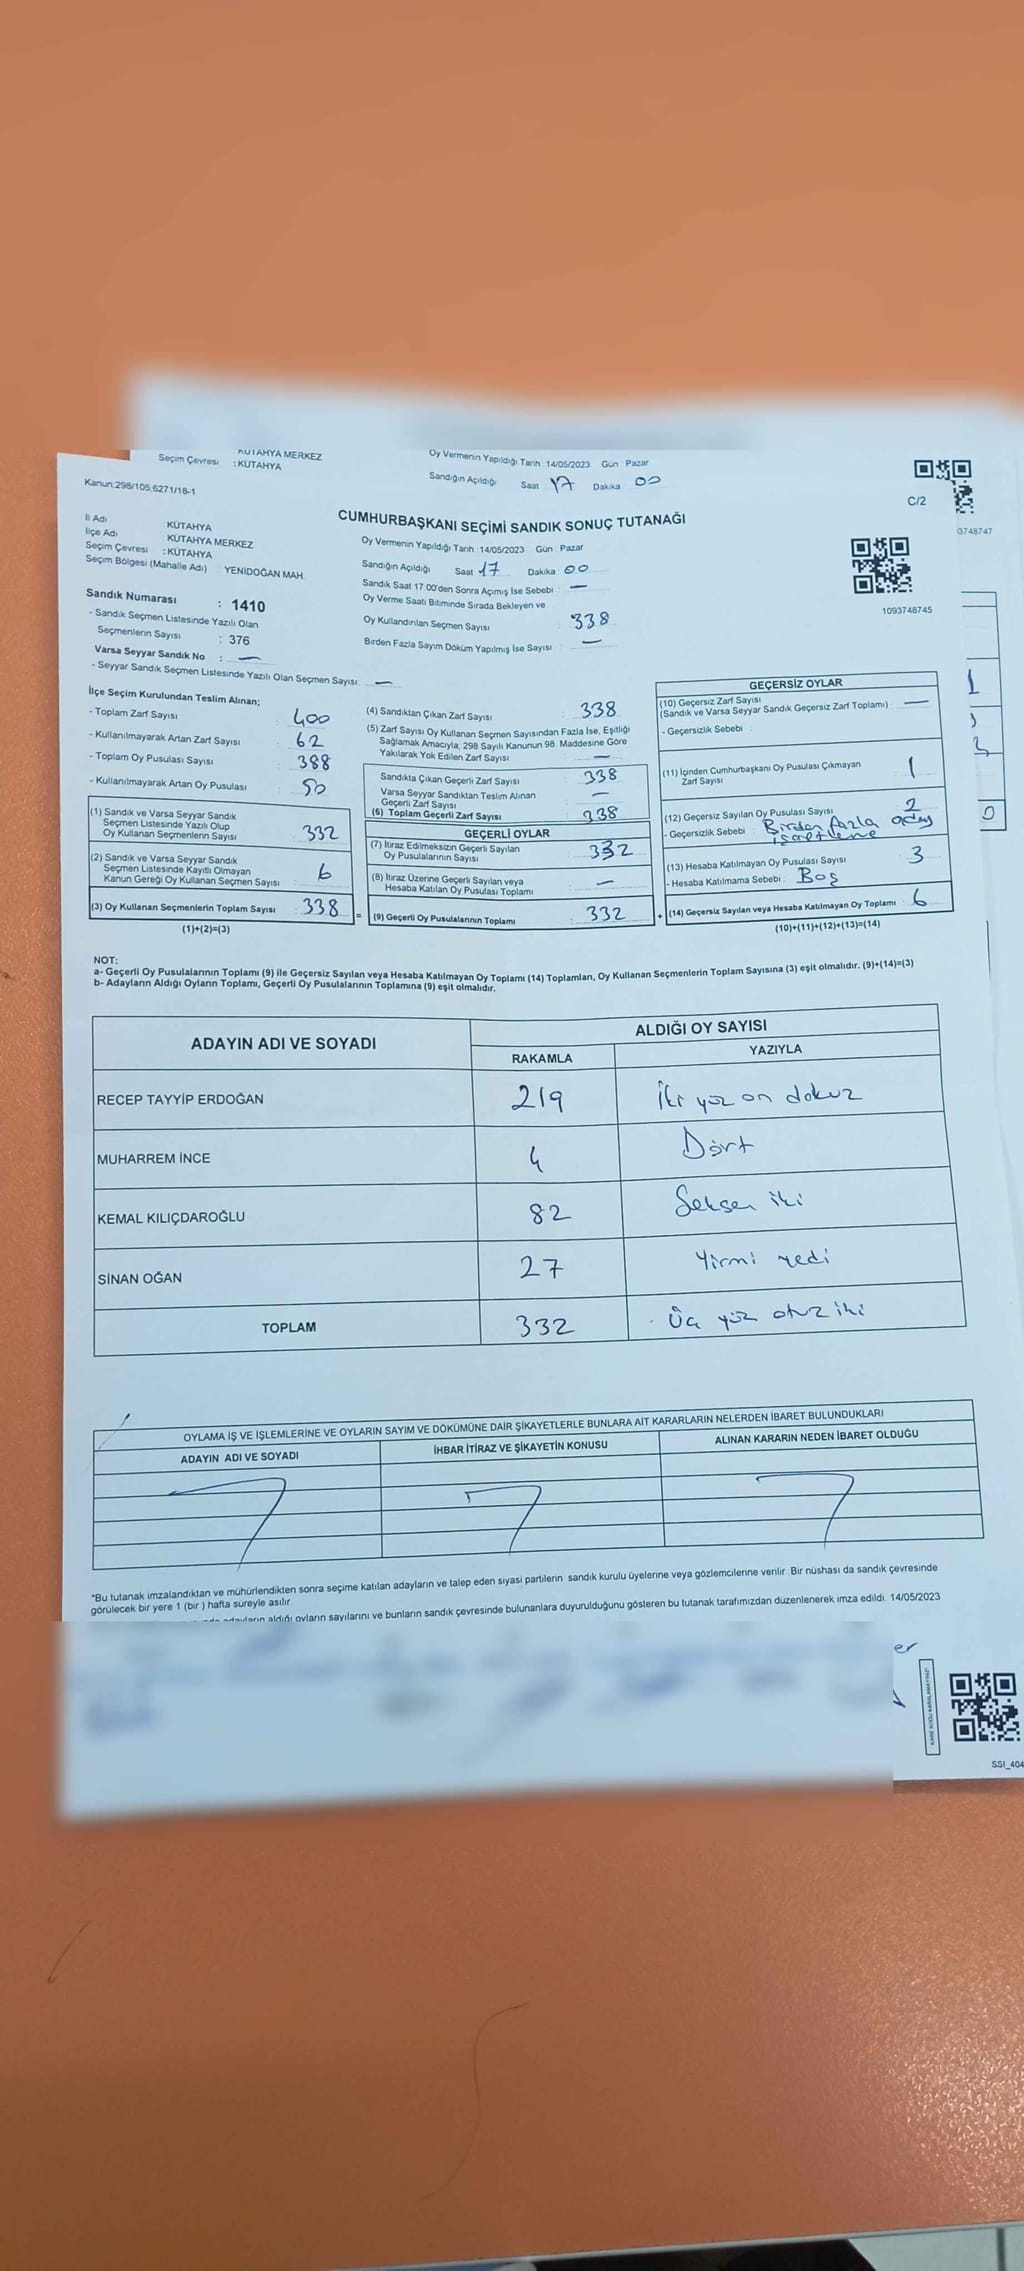 KÜTAHYA MERKEZ
Seçim Çevresi : KÜTAHYA
Oy Vermenin Yapıldığı Tarih : 14/05/2023 Gün : Pazar
Sandığın Açıldığı Saat 17 Dakika 00
3748747
Kanun:298/105,6271/18-1
C/2
CUMHURBAŞKANI SEÇİMİ SANDIK SONUÇ TUTANAĞI
İl Adı : KÜTAHYA
İlçe Adı : KÜTAHYA MERKEZ
Seçim Çevresi : KÜTAHYA
Seçim Bölgesi (Mahalle Adı) : YENİDOĞAN MAH.
Sandık Numarası : 1410
- Sandık Seçmen Listesinde Yazılı Olan
Seçmenlerin Sayısı : 376
Varsa Seyyar Sandık No : —
- Seyyar Sandık Seçmen Listesinde Yazılı Olan Seçmen Sayısı: —
Oy Vermenin Yapıldığı Tarih : 14/05/2023 Gün : Pazar
Sandığın Açıldığı Saat 17 Dakika 00
Sandık Saat 17:00'den Sonra Açımış İse Sebebi : —
Oy Verme Saati Bitiminde Sırada Bekleyen ve
Oy Kullandırılan Seçmen Sayısı 338
Birden Fazla Sayım Döküm Yapılmış İse Sayısı —
1093748745
İlçe Seçim Kurulundan Teslim Alınan;
- Toplam Zarf Sayısı : 400
- Kullanılmayarak Artan Zarf Sayısı : 62
- Toplam Oy Pusulası Sayısı : 388
- Kullanılmayarak Artan Oy Pusulası : 50
(1) Sandık ve Varsa Seyyar Sandık
Seçmen Listesinde Yazılı Olup
Oy Kullanan Seçmenlerin Sayısı : 332
(2) Sandık ve Varsa Seyyar Sandık
Seçmen Listesinde Kayıtlı Olmayan
Kanun Gereği Oy Kullanan Seçmen Sayısı : 6
(3) Oy Kullanan Seçmenlerin Toplam Sayısı : 338
(1)+(2)=(3)
=
(4) Sandıktan Çıkan Zarf Sayısı : 338
(5) Zarf Sayısı Oy Kullanan Seçmen Sayısından Fazla İse, Eşitliği
Sağlamak Amacıyla, 298 Sayılı Kanunun 98. Maddesine Göre
Yakılarak Yok Edilen Zarf Sayısı : —
Sandıkta Çıkan Geçerli Zarf Sayısı : 338
Varsa Seyyar Sandıktan Teslim Alınan
Geçerli Zarf Sayısı : —
(6) Toplam Geçerli Zarf Sayısı : 338
GEÇERLİ OYLAR
(7) İtiraz Edilmeksizin Geçerli Sayılan
Oy Pusulalarının Sayısı : 332
(8) İtiraz Üzerine Geçerli Sayılan veya
Hesaba Katılan Oy Pusulası Toplamı : —
(9) Geçerli Oy Pusulalarının Toplamı : 332
+
GEÇERSİZ OYLAR
(10) Geçersiz Zarf Sayısı
(Sandık ve Varsa Seyyar Sandık Geçersiz Zarf Toplamı) : —
- Geçersizlik Sebebi :
(11) İçinden Cumhurbaşkanı Oy Pusulası Çıkmayan
Zarf Sayısı : 1
(12) Geçersiz Sayılan Oy Pusulası Sayısı : 2
- Geçersizlik Sebebi : Birden fazla aday
işaretleme
(13) Hesaba Katılmayan Oy Pusulası Sayısı : 3
- Hesaba Katılmama Sebebi : Boş
(14) Geçersiz Sayılan veya Hesaba Katılmayan Oy Toplamı : 6
(10)+(11)+(12)+(13)=(14)
NOT:
a- Geçerli Oy Pusulalarının Toplamı (9) ile Geçersiz Sayılan veya Hesaba Katılmayan Oy Toplamı (14) Toplamları, Oy Kullanan Seçmenlerin Toplam Sayısına (3) eşit olmalıdır. (9)+(14)=(3)
b- Adayların Aldığı Oyların Toplamı, Geçerli Oy Pusulalarının Toplamına (9) eşit olmalıdır.
ADAYIN ADI VE SOYADI
ALDIĞI OY SAYISI
RAKAMLA YAZIYLA
RECEP TAYYİP ERDOĞAN 219 İki yüz on dokuz
MUHARREM İNCE 4 Dört
KEMAL KILIÇDAROĞLU 82 Seksen iki
SİNAN OĞAN 27 Yirmi yedi
TOPLAM 332 Üç yüz otuz iki
OYLAMA İŞ VE İŞLEMLERİNE VE OYLARIN SAYIM VE DÖKÜMÜNE DAİR ŞİKAYETLERLE BUNLARA AİT KARARLARIN NELERDEN İBARET BULUNDUKLARI
ADAYIN ADI VE SOYADI İHBAR İTİRAZ VE ŞİKAYETİN KONUSU ALINAN KARARIN NEDEN İBARET OLDUĞU
*Bu tutanak imzalandıktan ve mühürlendikten sonra seçime katılan adayların ve talep eden siyasi partilerin sandık kurulu üyelerine veya gözlemcilerine verilir. Bir nüshası da sandık çevresinde
görülecek bir yere 1 (bir ) hafta süreyle asılır.
adayların aldığı oyların sayılarını ve bunların sandık çevresinde bulunanlara duyurulduğunu gösteren bu tutanak tarafımızdan düzenlenerek imza edildi. 14/05/2023
SSI_404